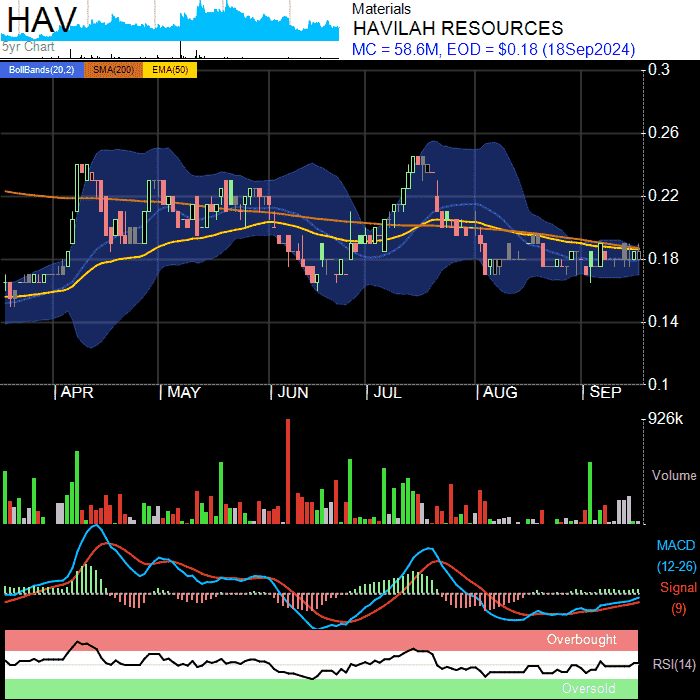 HAV
5yr Chart
Materials
HAVILAH RESOURCES
MC = 58.6M, EOD = $0.18 (18Sep2024)
BollBands(20,2) SMA(200) EMA(50)
0.3
0.26
0.22
0.18
0.14
0.1
APR MAY JUN JUL AUG SEP
926k
Volume
MACD
(12-26)
Signal
(9)
Overbought
RSI(14)
Oversold